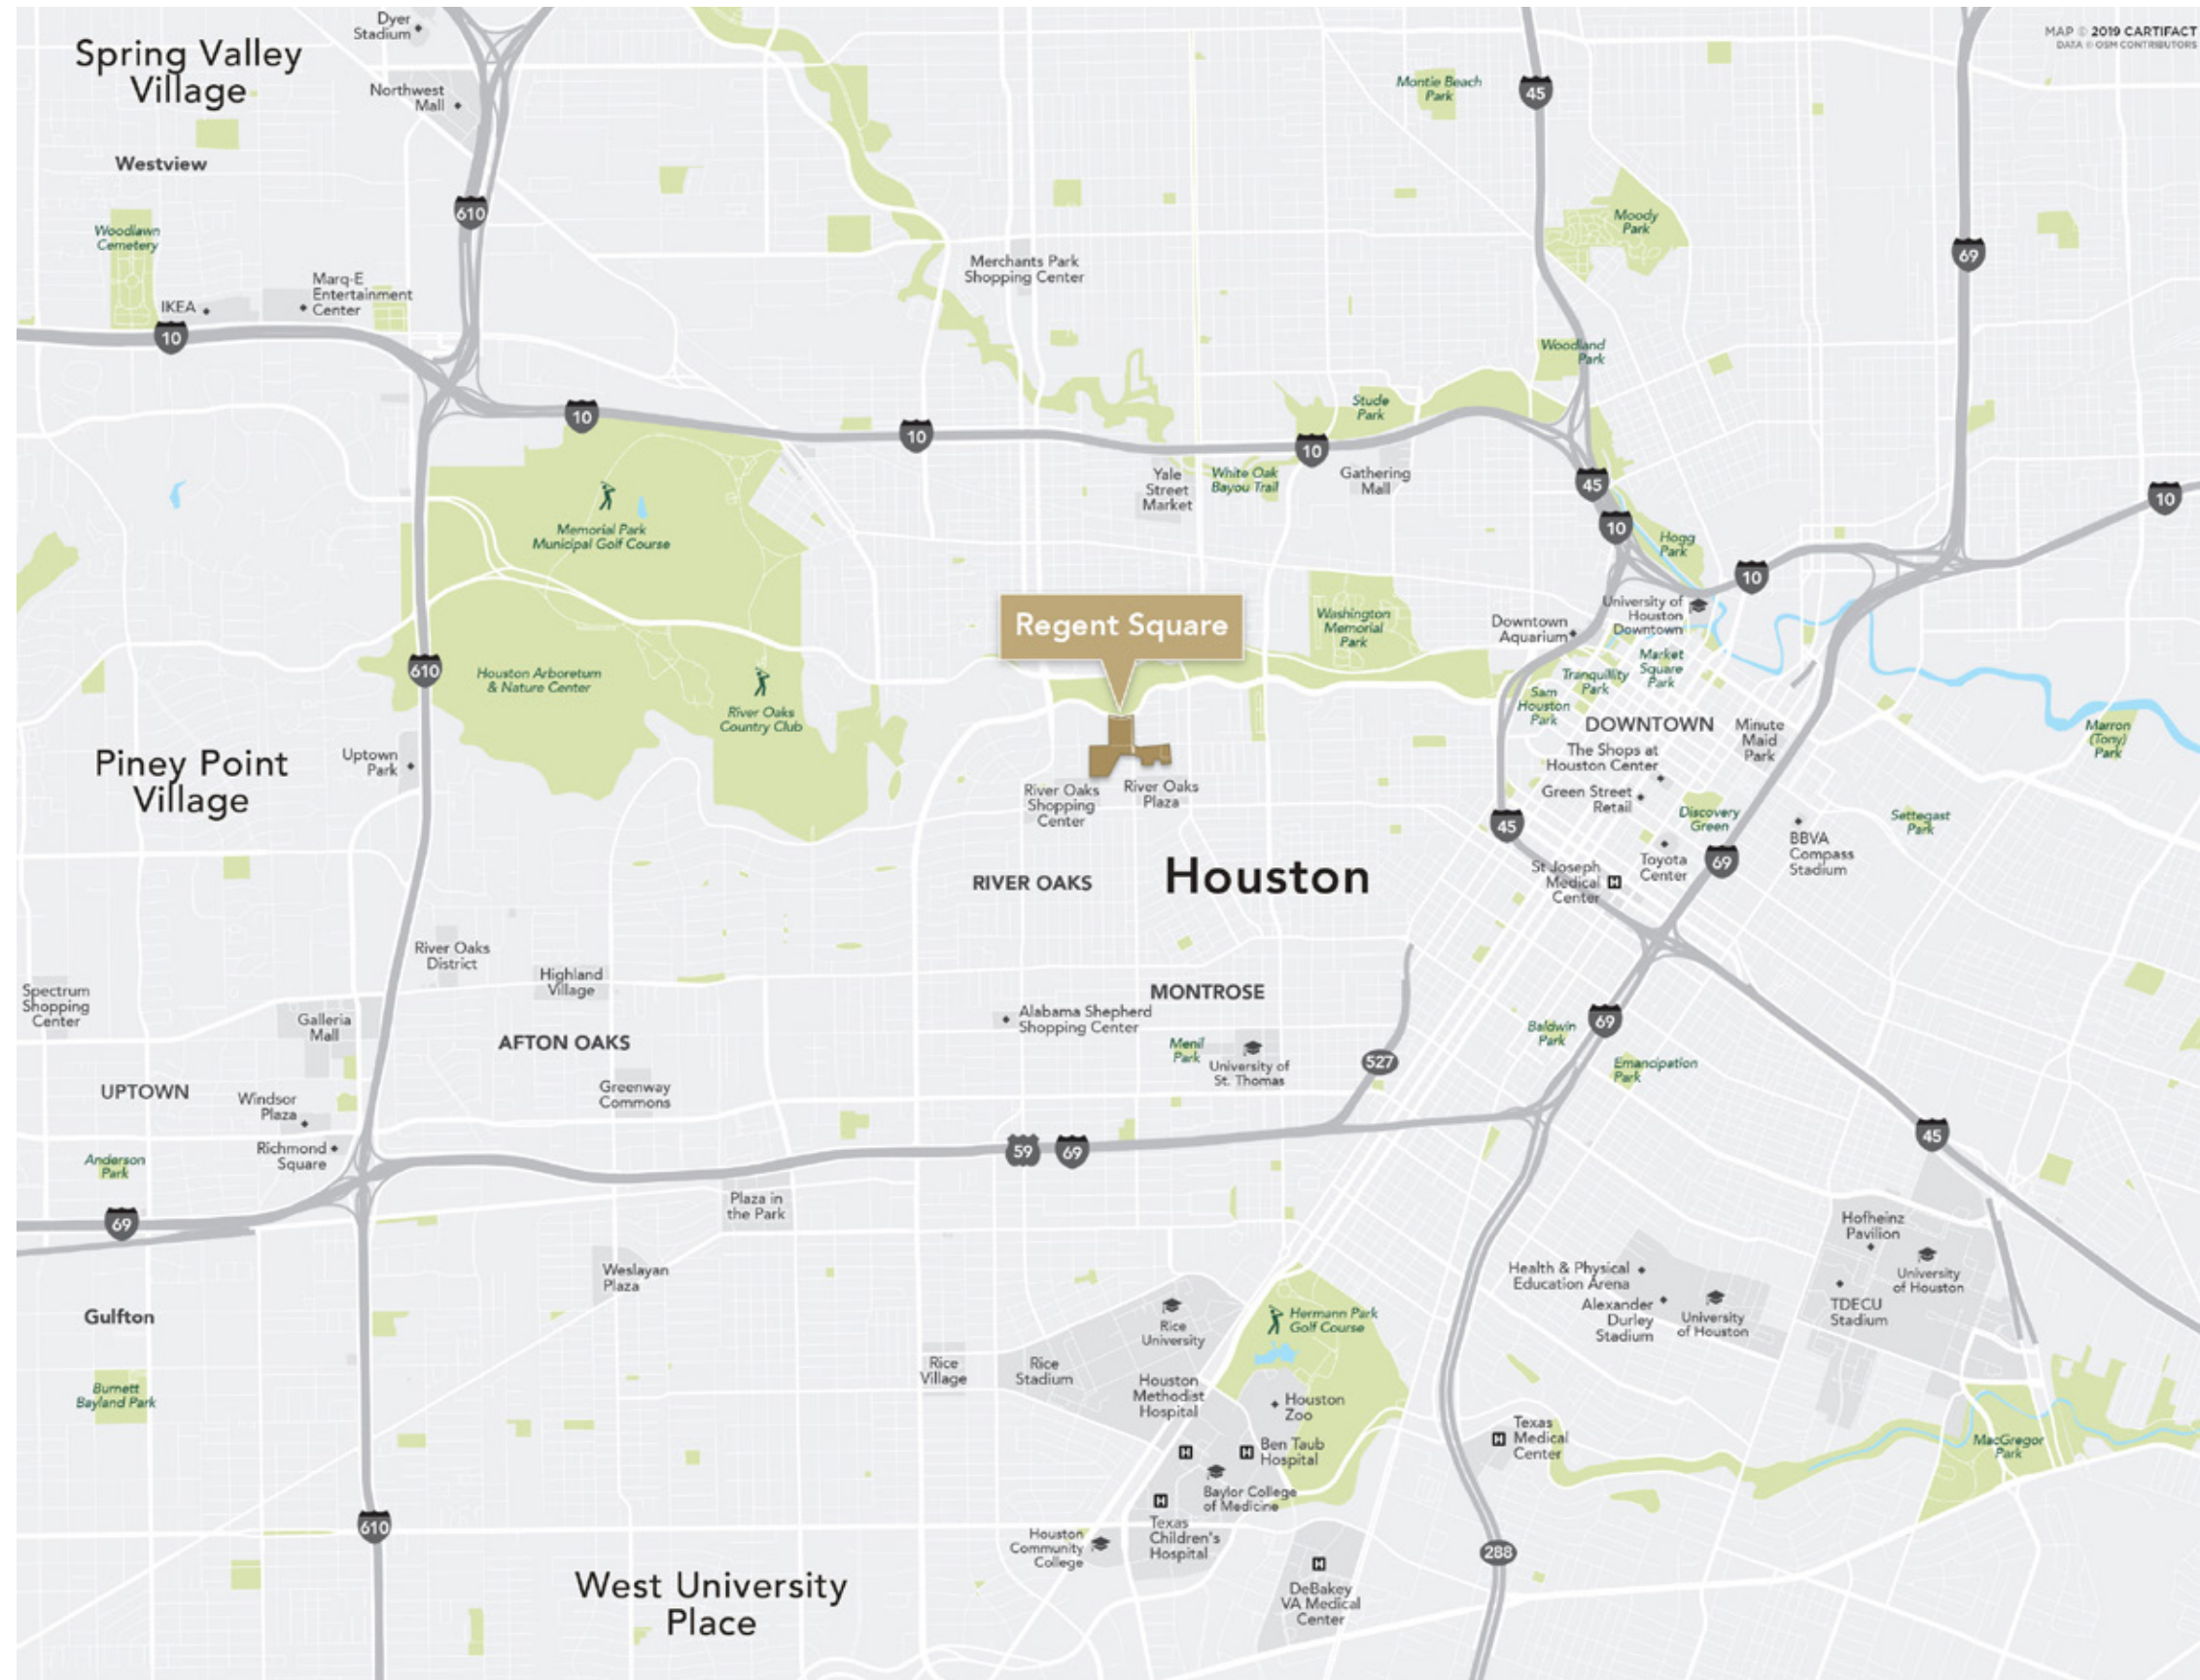 MAP © 2019 CARTIFACT
DATA © OSM CONTRIBUTORS
Dyer
Stadium
Spring Valley
Village
Northwest
Mall
Montie Beach
Park
45
Westview
610
Moody
Park
Woodlawn
Cemetery
69
Merchants Park
Shopping Center
Marq-E
Entertainment
Center
IKEA
10
Woodland
Park
10
Stude
Park
10
10
Yale
Street
Market
White Oak
Bayou Trail
Gathering
Mall
45
10
Memorial Park
Municipal Golf Course
10
Hogg
Park
10
Regent Square
Washington
Memorial
Park
Downtown
Aquarium
University of
Houston
Downtown
610
Houston Arboretum
& Nature Center
River Oaks
Country Club
Market
Square
Park
Tranquillity
Park
Sam
Houston
Park
DOWNTOWN
Minute
Maid
Park
Marron
(Tony)
Park
Uptown
Park
Piney Point
Village
The Shops at
Houston Center
Green Street
Retail
River Oaks
Shopping
Center
River Oaks
Plaza
Discovery
Green
Settegast
Park
45
BBVA
Compass
Stadium
Toyota
Center
69
St Joseph
Medical
Center
H
RIVER OAKS
Houston
River Oaks
District
Highland
Village
MONTROSE
Spectrum
Shopping
Center
Galleria
Mall
AFTON OAKS
Alabama Shepherd
Shopping Center
Menil
Park
University of
St. Thomas
527
Baldwin
Park
69
Emancipation
Park
UPTOWN
Windsor
Plaza
Greenway
Commons
Richmond
Square
Anderson
Park
59
69
45
69
Plaza in
the Park
Weslayan
Plaza
Hofheinz
Pavilion
University
of Houston
TDECU
Stadium
Health & Physical
Education Arena
Alexander
Durley
Stadium
University
of Houston
Gulfton
Rice
University
Hermann Park
Golf Course
Rice
Village
Rice
Stadium
Burnett
Bayland Park
Houston
Methodist
Hospital
H
Houston
Zoo
H
Ben Taub
Hospital
H
Texas
Medical
Center
MacGregor
Park
Baylor College
of Medicine
H
Texas
Children's
Hospital
610
Houston
Community
College
288
H
DeBakey
VA Medical
Center
West University
Place